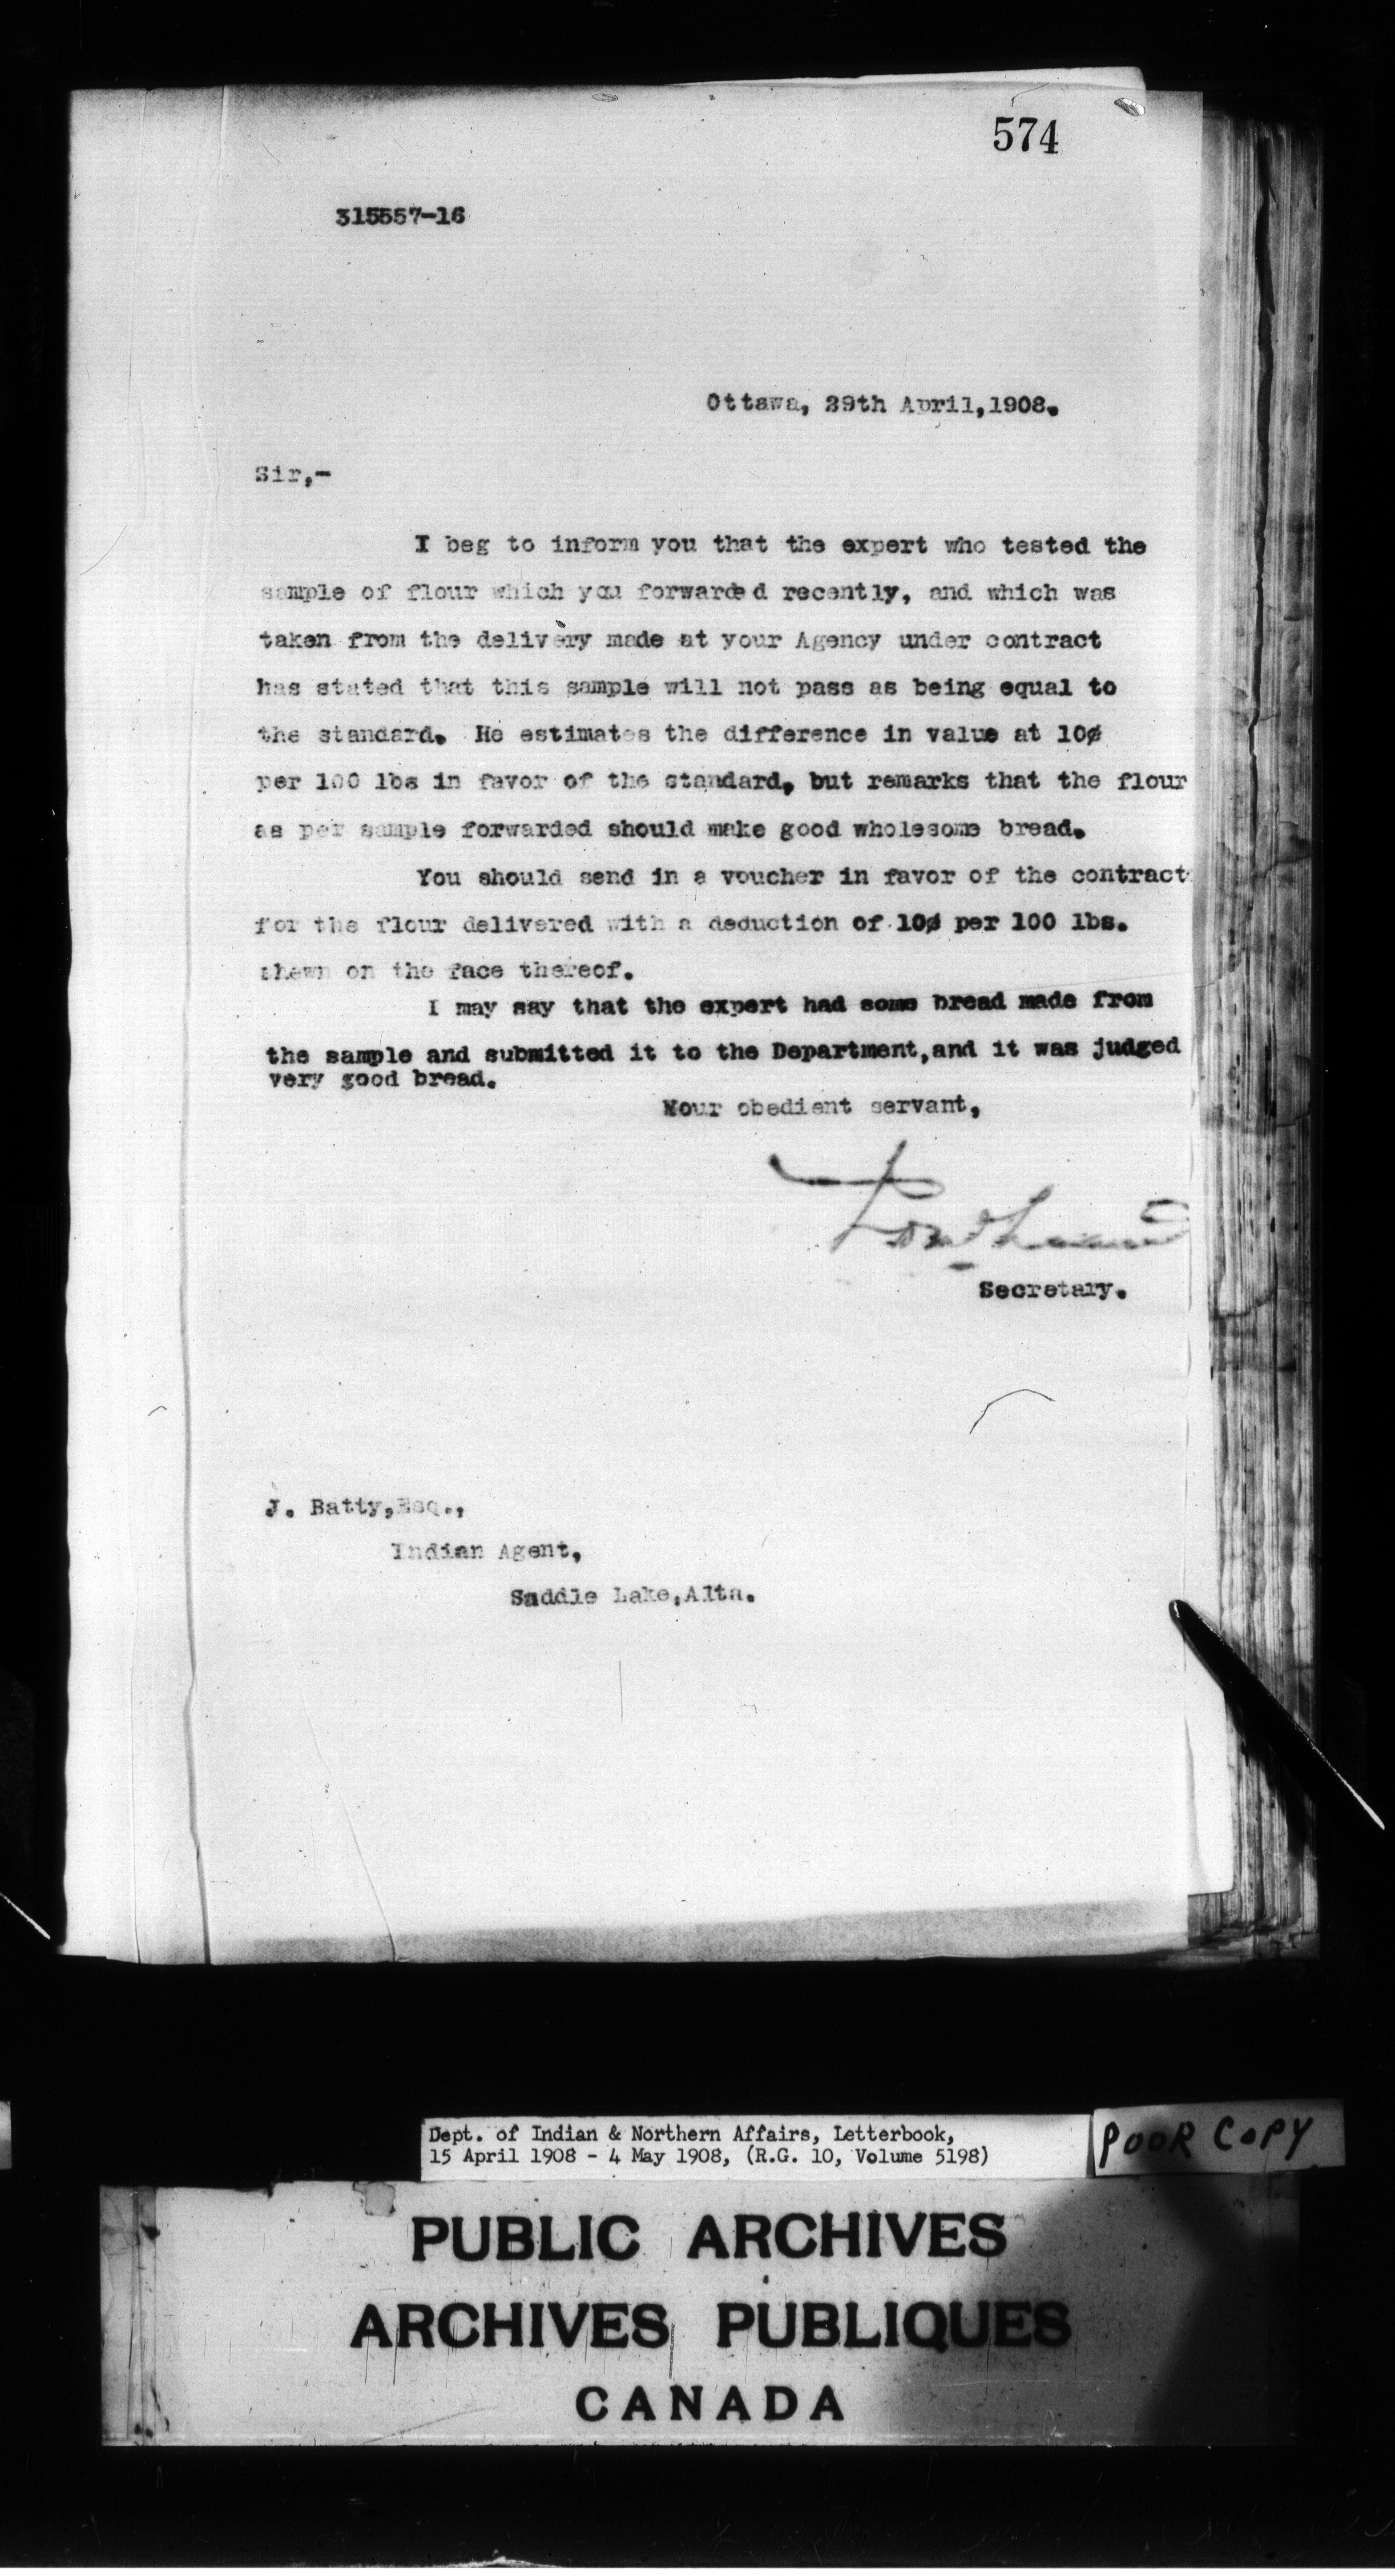 574
315557-16
Ottawa, 29th April,1908.
Sir,-
I beg to inform you that the expert who tested the
sample of flour which you forwarded recently, and which was
taken from the delivery made at your Agency under contract
has stated that this sample will not pass as being equal to
the standard. He estimates the difference in value at 10¢
per 100 lbs in favor of the standard, but remarks that the flour
as per sample forwarded should make good wholesome bread.
You should send in a voucher in favor of the contract
for the flour delivered with a deduction of 10¢ per 100 lbs.
shewn on the face thereof.
I may say that the expert had some bread made from
the sample and submitted it to the Department,and it was judged
very good bread.
Your obedient servant,
Secretary.
J. Batty,Esq.,
Indian Agent,
Saddle Lake,Alta.
Dept. of Indian & Northern Affairs, Letterbook,
15 April 1908 - 4 May 1908, (R.G. 10, Volume 5198)
POOR COPY
PUBLIC ARCHIVES
ARCHIVES PUBLIQUES
CANADA